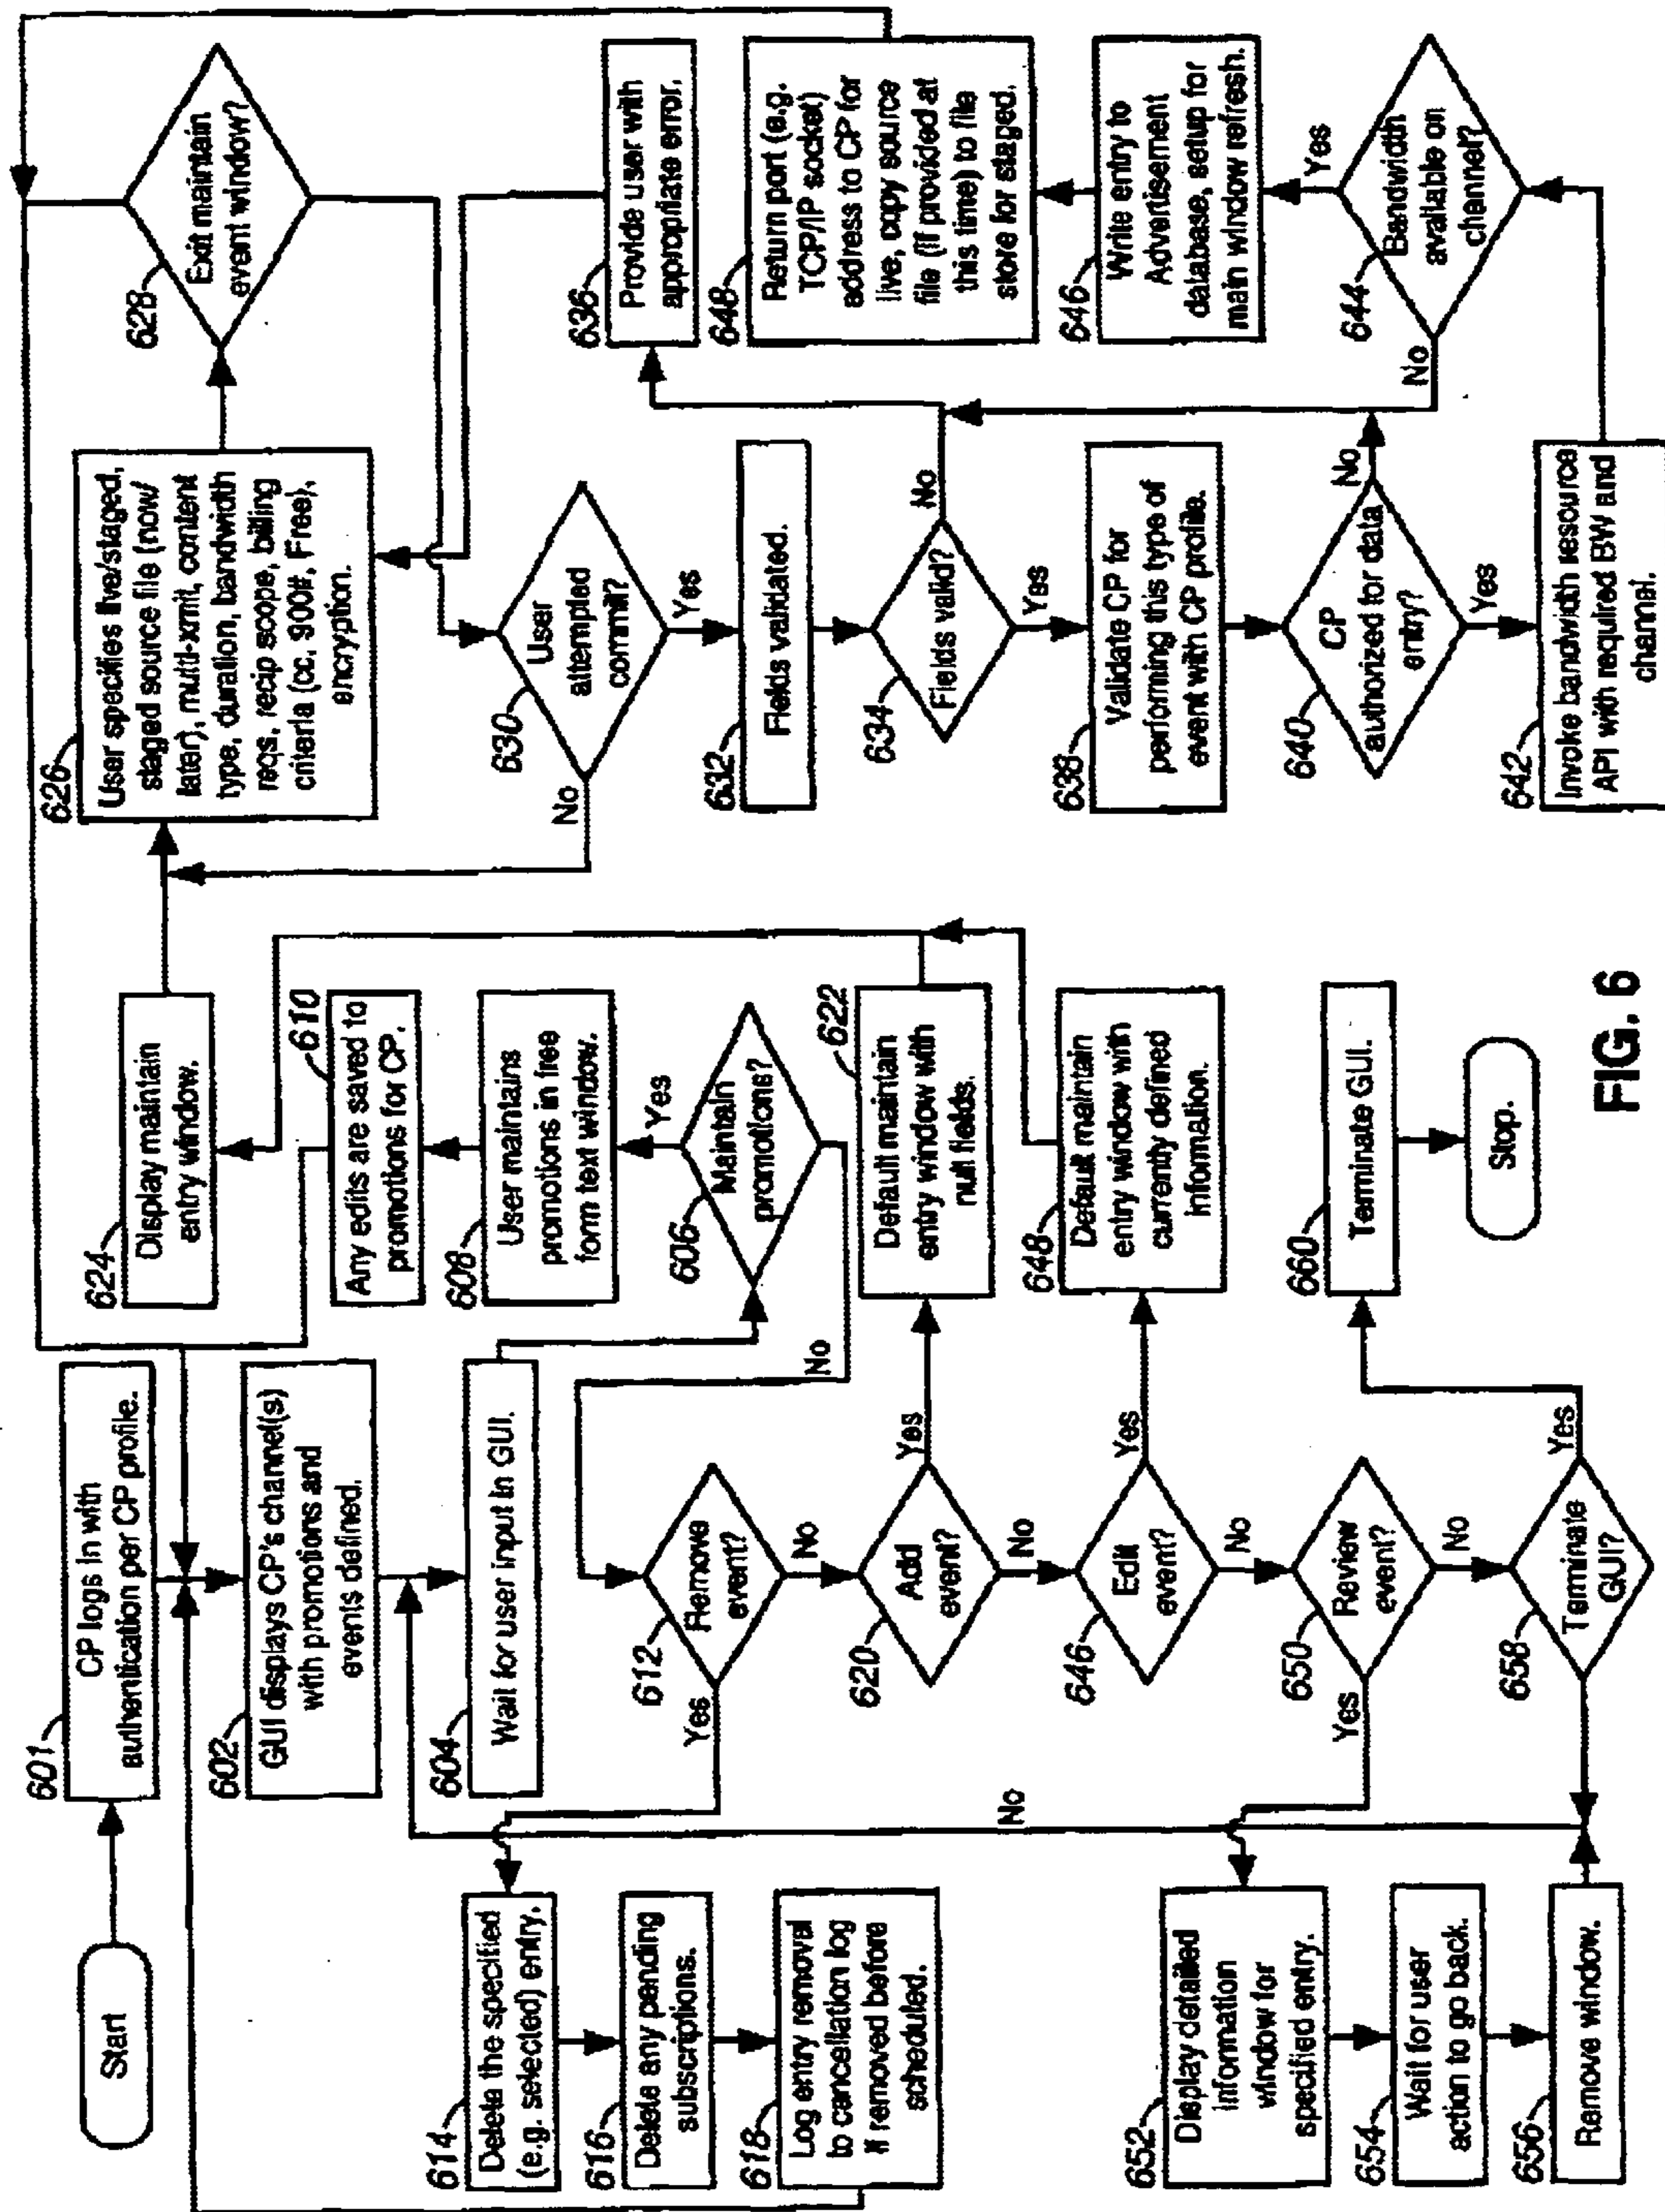 Start
601
CP logs in with
authentication per CP profile.
602
GUI displays CP's channel(s)
with promotions and
events defined.
604
Wait for user input in GUI.
606
Maintain
promotions?
Yes
No
608
User maintains
promotions in free
form text window.
610
Any edits are saved to
promotions for CP.
612
Remove
event?
Yes
No
614
Delete the specified
(e.g. selected) entry.
616
Delete any pending
subscriptions.
618
Log entry removal
to cancellation log
if removed before
scheduled.
620
Add
event?
Yes
No
622
Default maintain
entry window with
null fields.
646
Edit
event?
Yes
No
648
Default maintain
entry window with
currently defined
information.
650
Review
event?
Yes
No
652
Display detailed
information
window for
specified entry.
654
Wait for user
action to go back.
656
Remove window.
658
Terminate
GUI?
Yes
No
660
Terminate GUI.
Stop.
624
Display maintain
entry window.
626
User specifies live/staged,
staged source file (now/
later), multi-xmit, content
type, duration, bandwidth
reqs, recip scope, billing
criteria (cc, 900#, Free),
encryption.
628
Exit maintain
event window?
630
User
attempted
commit?
No
Yes
632
Fields validated.
634
Fields valid?
No
Yes
636
Provide user with
appropriate error.
638
Validate CP for
performing this type of
event with CP profile.
640
CP
authorized for data
entry?
No
Yes
642
Invoke bandwidth resource
API with required BW and
channel.
644
Bandwidth
available on
channel?
No
Yes
646
Write entry to
Advertisement
database, setup for
main window refresh.
648
Return port (e.g.
TCP/IP socket)
address to CP for
live, copy source
file (if provided at
this time) to file
store for staged.
FIG. 6